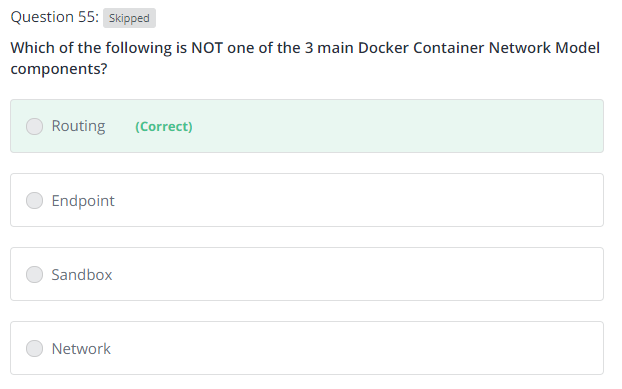 Question 55: Skipped
Which of the following is NOT one of the 3 main Docker Container Network Model
components?
Routing (Correct)
Endpoint
Sandbox
Network